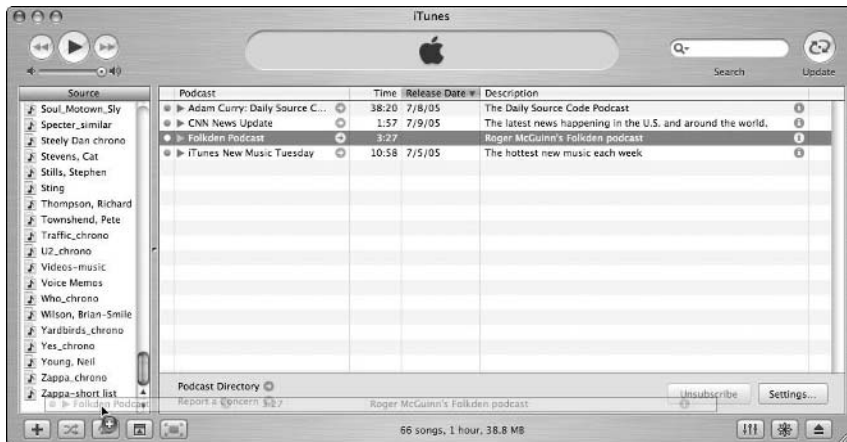 iTunes
Search
Update
Source
Podcast Time Release Date Description
Soul_Motown_Sly
Specter_similar
Steely Dan chrono
Stevens, Cat
Stills, Stephen
Sting
Thompson, Richard
Townshend, Pete
Traffic_chrono
U2_chrono
Videos-music
Voice Memos
Who_chrono
Wilson, Brian-Smile
Yardbirds_chrono
Yes_chrono
Young, Neil
Zappa_chrono
Zappa-short list
Adam Curry: Daily Source C... 38:20 7/8/05 The Daily Source Code Podcast
CNN News Update 1:57 7/9/05 The latest news happening in the U.S. and around the world.
Folkden Podcast 3:27 Roger McGuinn's Folkden podcast
iTunes New Music Tuesday 10:58 7/5/05 The hottest new music each week
Podcast Directory
Report a Concern
Unsubscribe
Settings...
Folkden Podcast 3:27 Roger McGuinn's Folkden podcast
66 songs, 1 hour, 38.8 MB